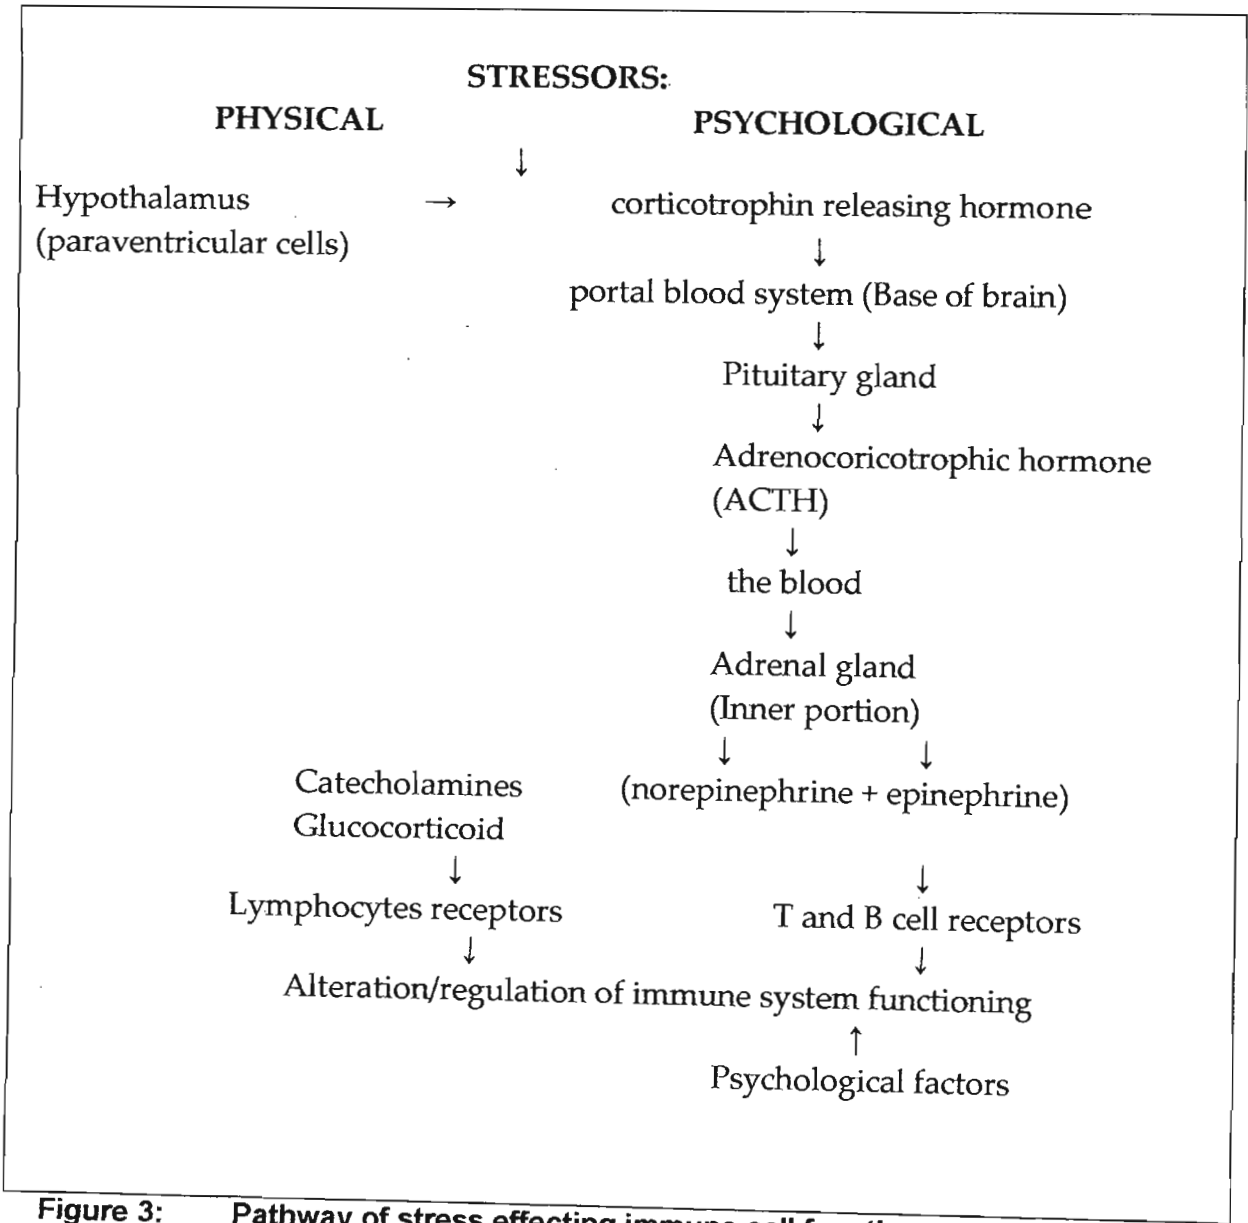 STRESSORS:
PHYSICAL PSYCHOLOGICAL
↓
Hypothalamus → corticotrophin releasing hormone
(paraventricular cells)
↓
portal blood system (Base of brain)
↓
Pituitary gland
↓
Adrenocoricotrophic hormone
(ACTH)
↓
the blood
↓
Adrenal gland
(Inner portion)
↓ ↓
Catecholamines (norepinephrine + epinephrine)
Glucocorticoid
↓ ↓
Lymphocytes receptors T and B cell receptors
↓ ↓
Alteration/regulation of immune system functioning
↑
Psychological factors
Figure 3: Pathway of stress effecting immune cell